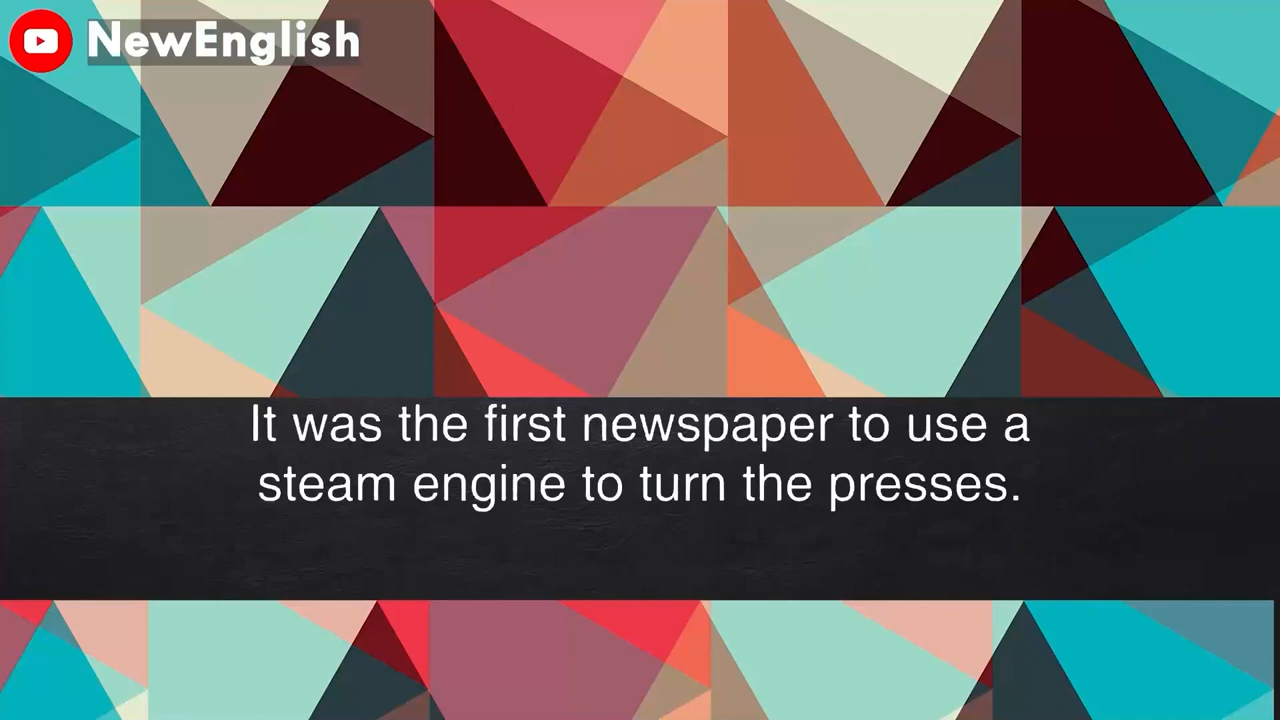 NewEnglish
It was the first newspaper to use a
steam engine to turn the presses.